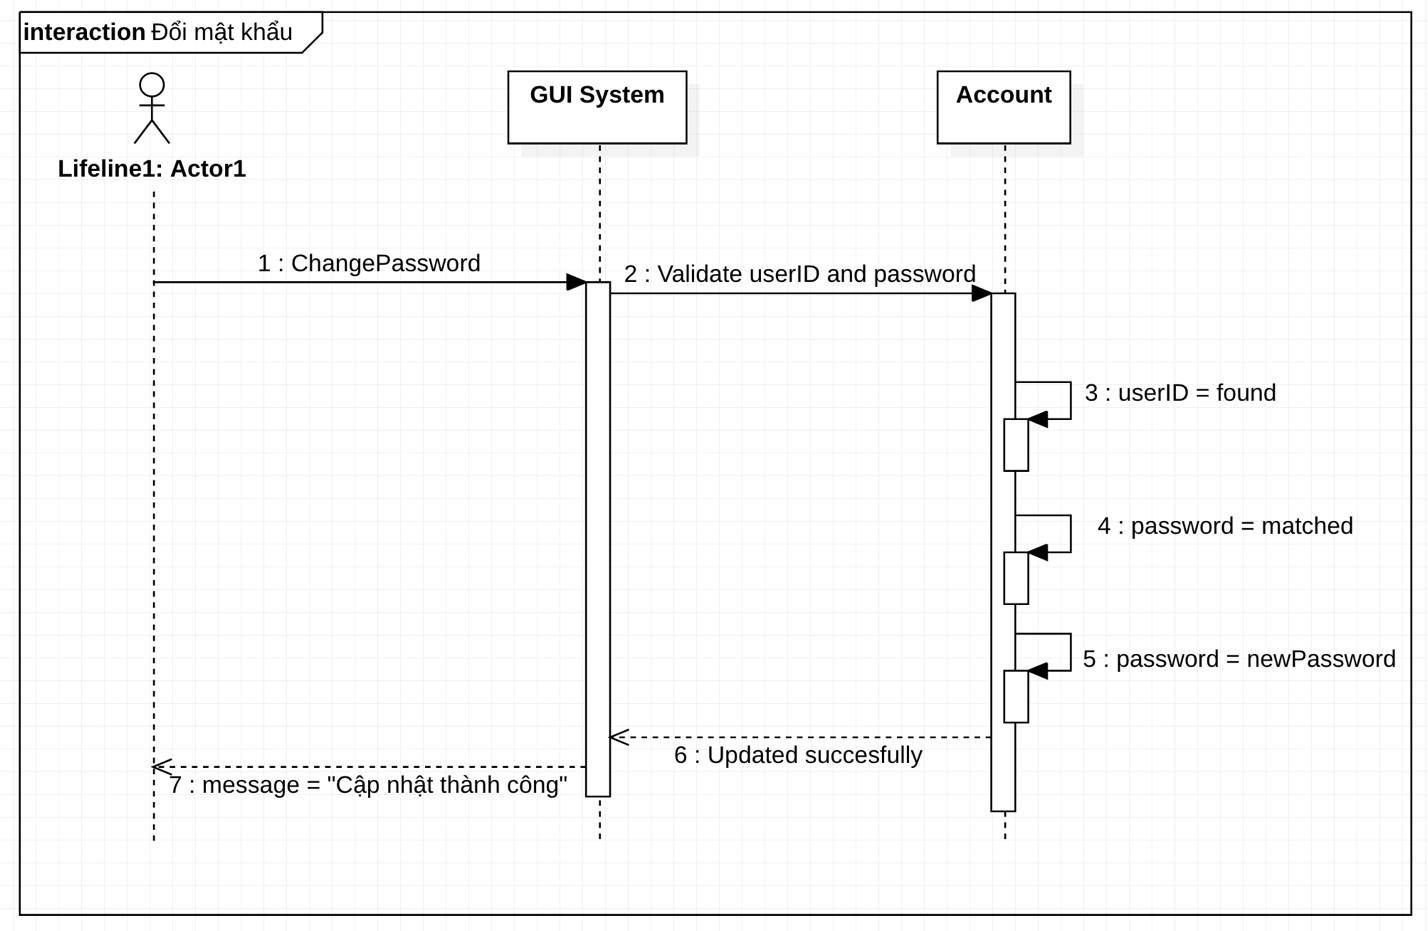 interaction Đổi mật khẩu
GUI System
Account
Lifeline1: Actor1
1 : ChangePassword
2 : Validate userID and password
3 : userID = found
4 : password = matched
5 : password = newPassword
6 : Updated succesfully
7 : message = "Cập nhật thành công"